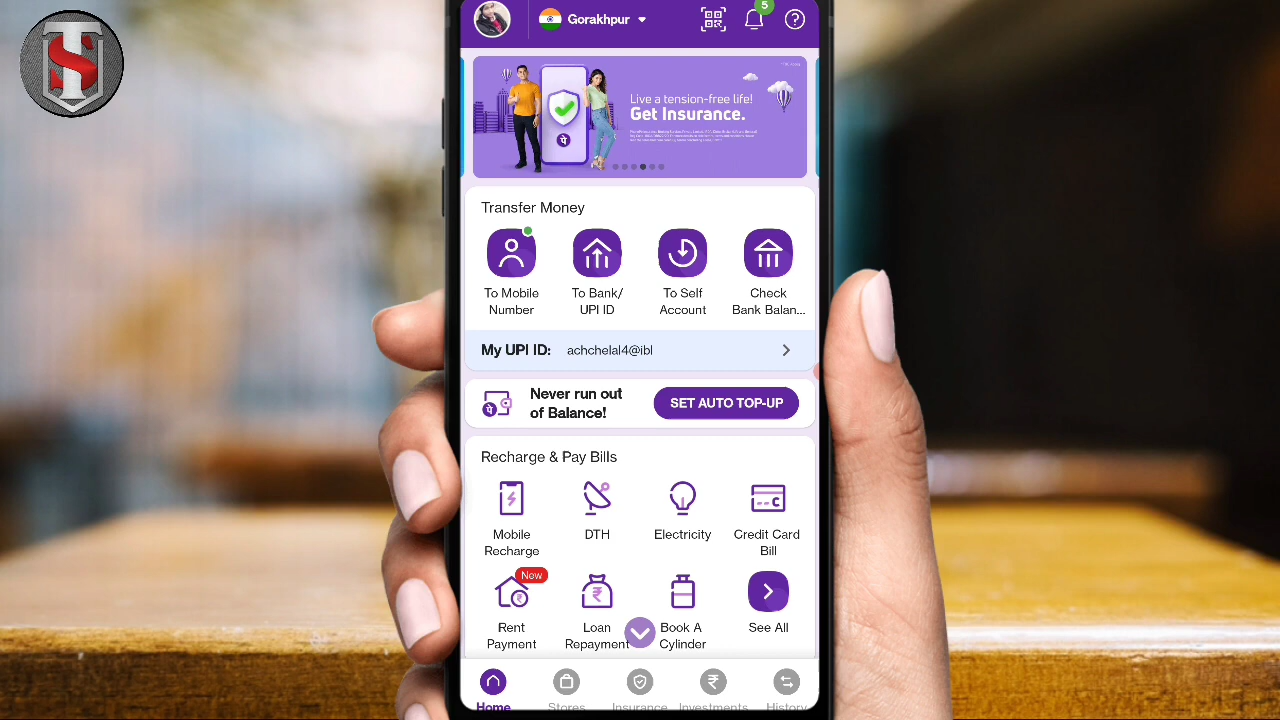 TS
Gorakhpur
5
Live a tension-free life!
Get Insurance.
Transfer Money
To Mobile
Number
To Bank/
UPI ID
To Self
Account
Check
Bank Balan...
My UPI ID: achchelal4@ibl
Never run out
of Balance!
SET AUTO TOP-UP
Recharge & Pay Bills
Mobile
Recharge
DTH
Electricity
Credit Card
Bill
New
Rent
Payment
Loan
Repayment
Book A
Cylinder
See All
Home
Stores
Insurance
Investments
History